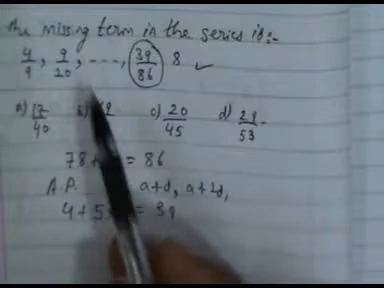 the missing term in the series is:-
4/9, 9/20, ----, 39/86 8 ✓
a) 17/40 b) c) 20/45 d) 29/53
78 + = 86
A.P. a+d, a+2d,
4+5 = 39